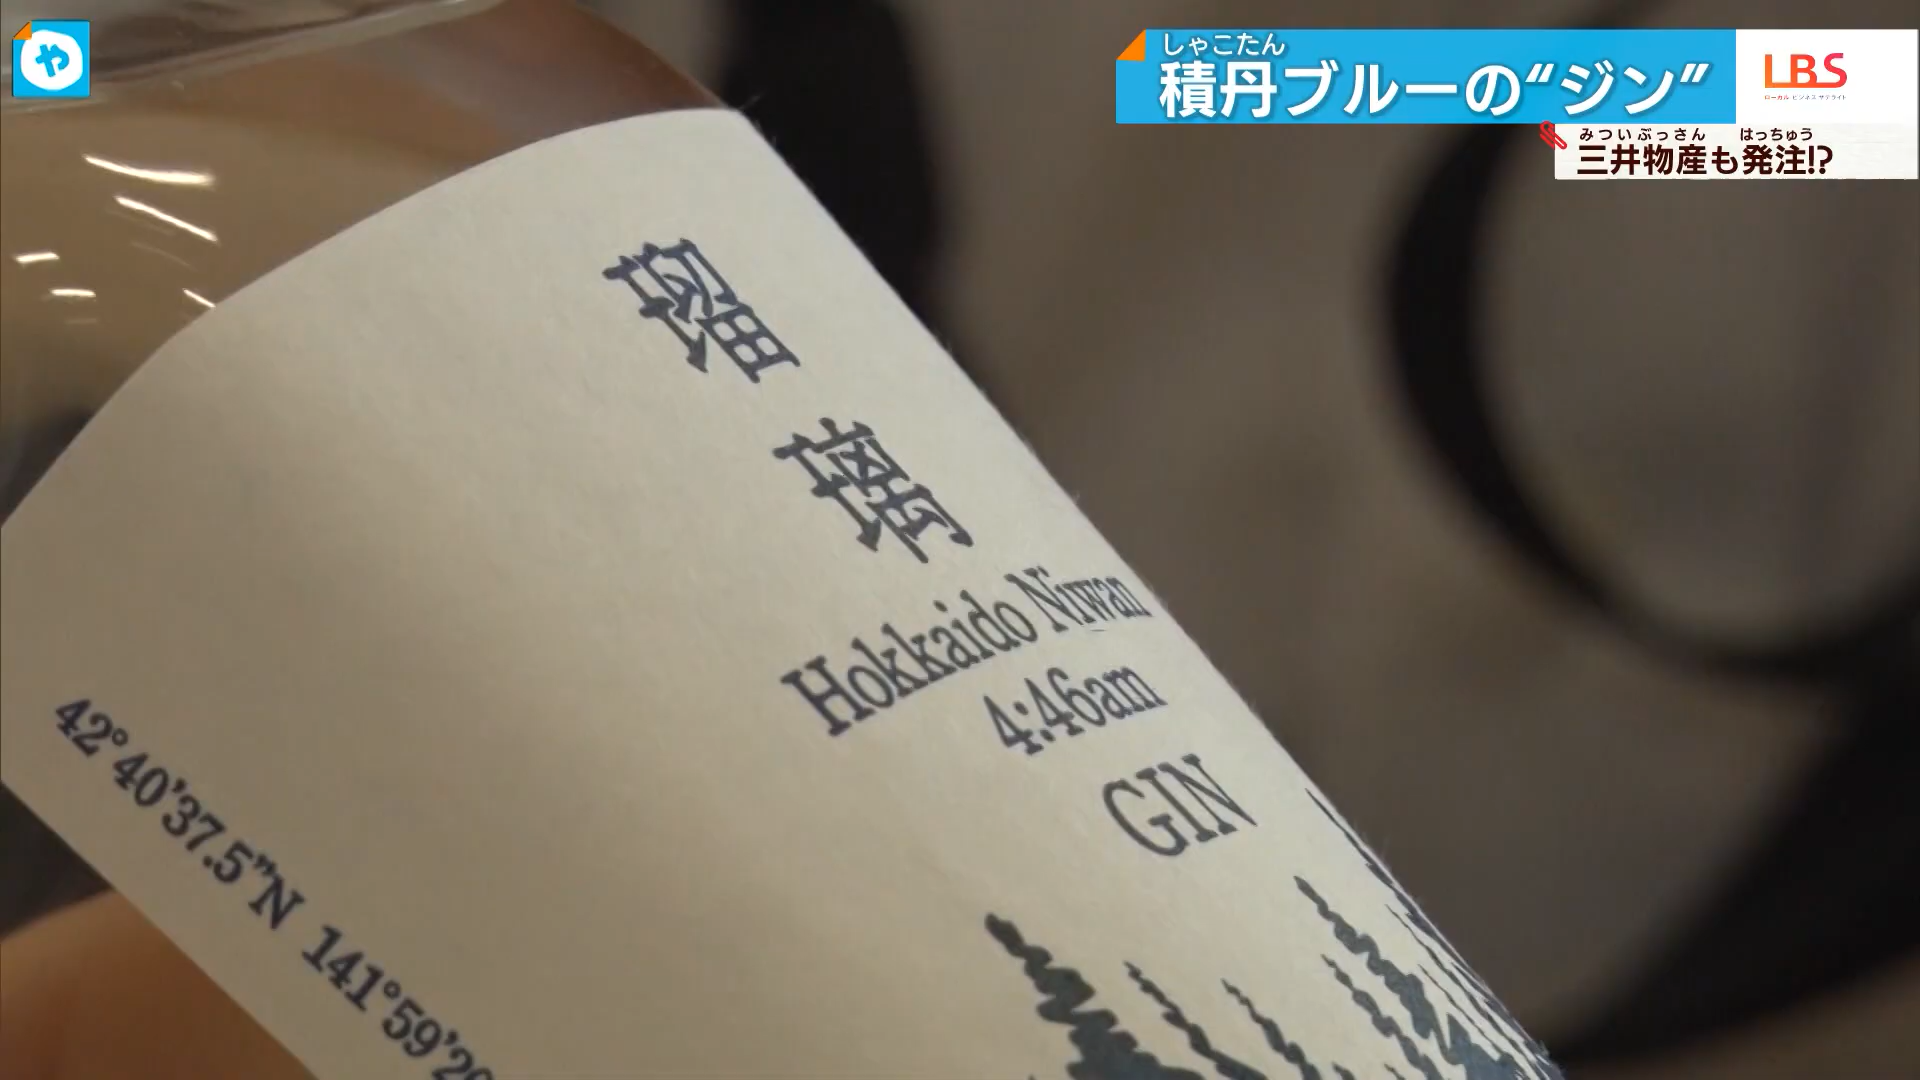 や
しゃこたん
積丹ブルーの“ジン”
LBS
ローカル ビジネス サテライト
みついぶっさん はっちゅう
三井物産も発注!?
瑠璃
Hokkaido Niwan
4:46am
GIN
42°40’37.5”N 141°59’2